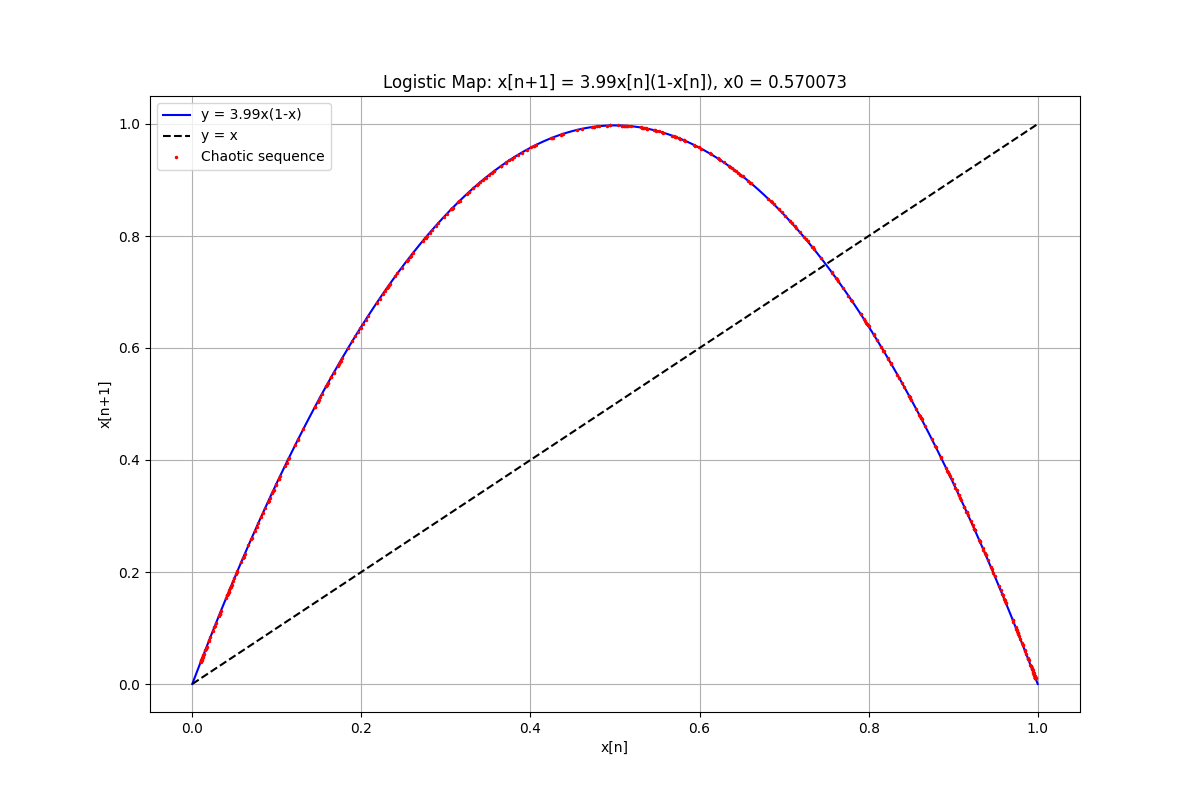 Logistic Map: x[n+1] = 3.99x[n](1-x[n]), x0 = 0.570073
y = 3.99x(1-x)
y = x
Chaotic sequence
1.0
0.8
0.6
0.4
0.2
0.0
x[n+1]
0.0 0.2 0.4 0.6 0.8 1.0
x[n]